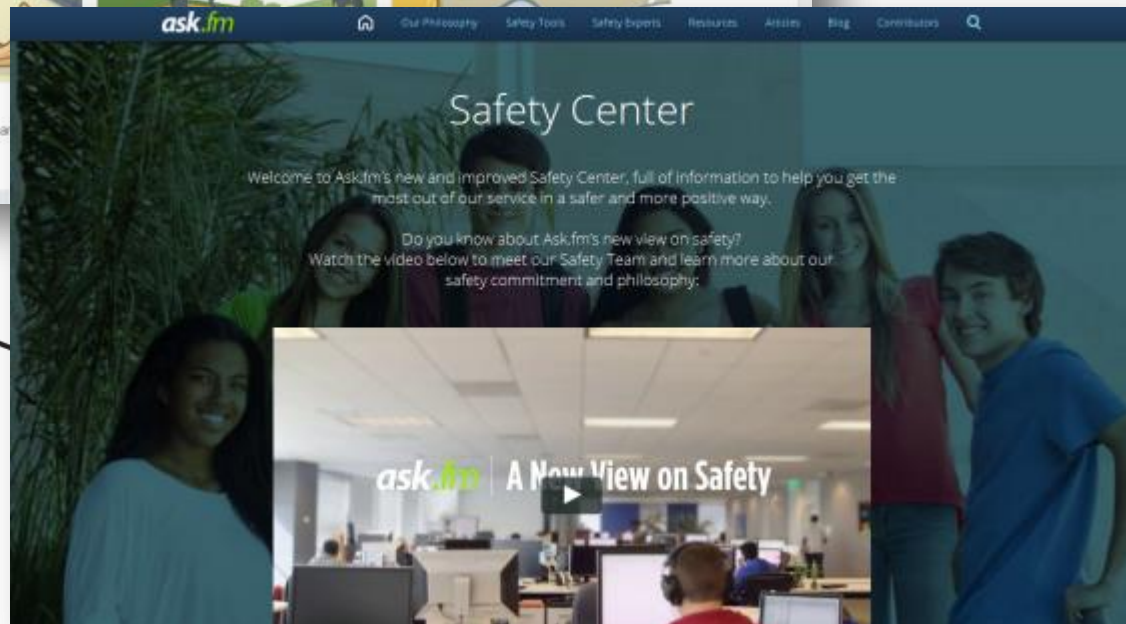 ask.fm
Our Philosophy Safety Tools Safety Experts Resources Articles Blog Contributors
Safety Center
Welcome to Ask.fm's new and improved Safety Center, full of information to help you get the
most out of our service in a safer and more positive way.
Do you know about Ask.fm's new view on safety?
Watch the video below to meet our Safety Team and learn more about our
safety commitment and philosophy:
ask.fm | A New View on Safety